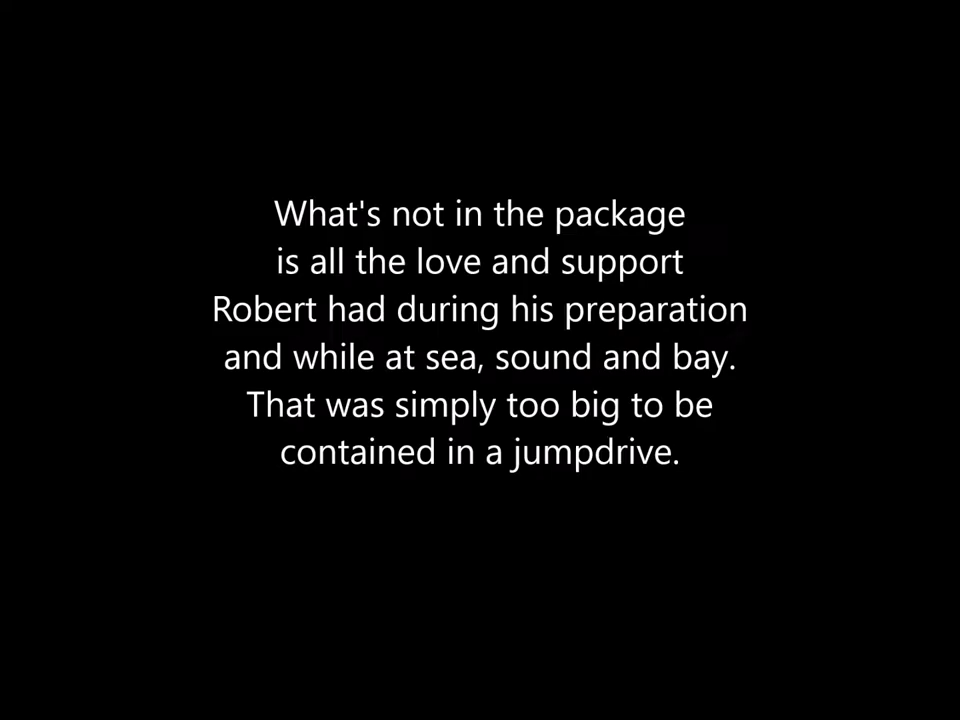 What's not in the package
is all the love and support
Robert had during his preparation
and while at sea, sound and bay.
That was simply too big to be
contained in a jumpdrive.